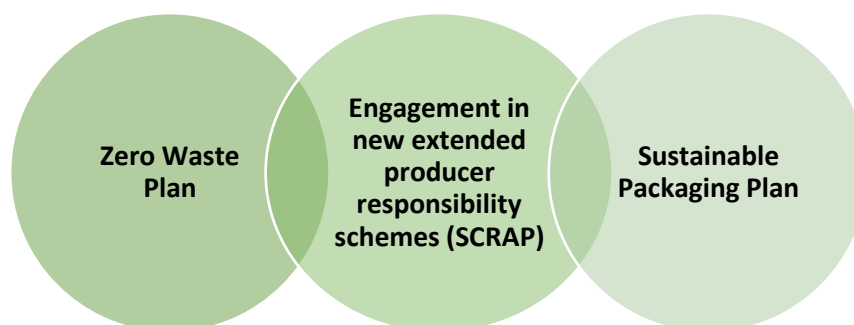 Zero Waste
Plan
Engagement in
new extended
producer
responsibility
schemes (SCRAP)
Sustainable
Packaging Plan